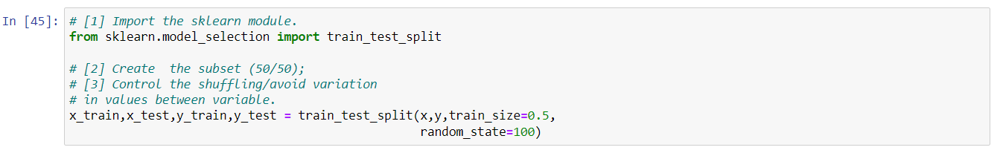 In [45]: # [1] Import the sklearn module.
from sklearn.model_selection import train_test_split
# [2] Create  the subset (50/50);
# [3] Control the shuffling/avoid variation
# in values between variable.
x_train,x_test,y_train,y_test = train_test_split(x,y,train_size=0.5,
random_state=100)